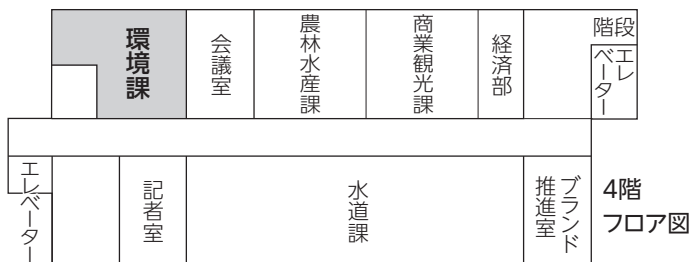 環境課
会議室
農林水産課
商業観光課
経済部
階段
エレ
ベーター
エレベーター
記者室
水道課
ブランド
推進室
4階
フロア図